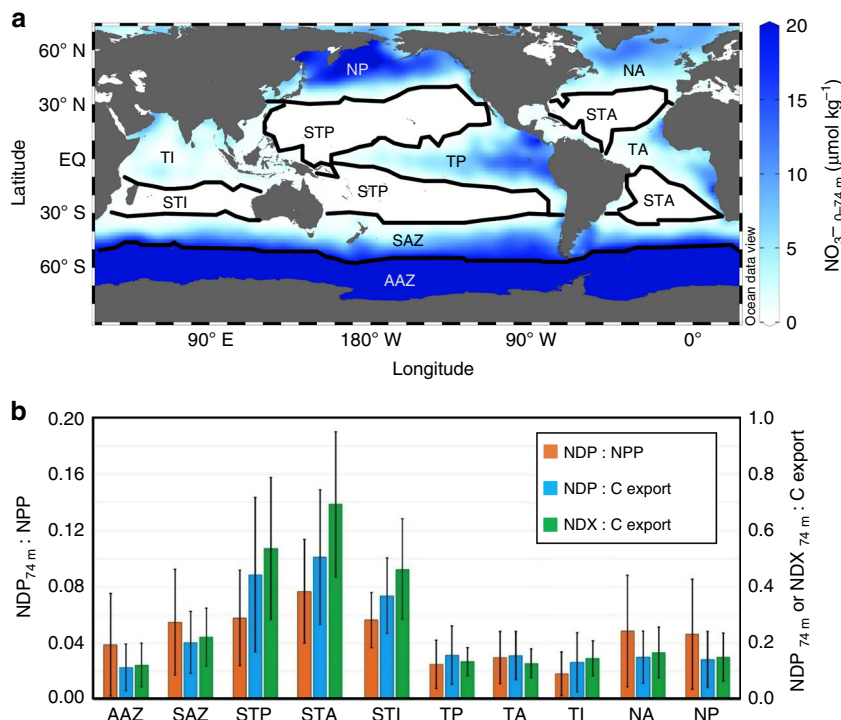 a
60° N
30° N
EQ
30° S
60° S
Latitude
NP
NA
STP
STA
TI
TP
TA
STP
STI
STA
SAZ
AAZ
90° E
180° W
90° W
0°
Longitude
Ocean data view
20
15
10
5
0
NO3− 0–74 m (μmol kg−1)
b
0.20
0.16
0.12
0.08
0.04
0.00
NDP74 m : NPP
NDP : NPP
NDP : C export
NDX : C export
1.0
0.8
0.6
0.4
0.2
0.0
NDP 74 m or NDX 74 m : C export
AAZ SAZ STP STA STI TP TA TI NA NP